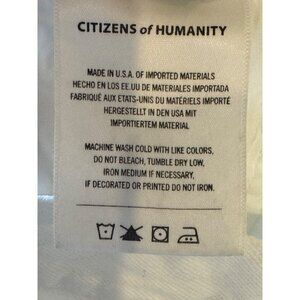 CITIZENS of HUMANITY
MADE IN U.S.A. OF IMPORTED MATERIALS
HECHO EN LOS EE.UU DE MATERIALES IMPORTADA
FABRIQUÉ AUX ETATS-UNIS DU MATÉRIELS IMPORTÉ
HERGESTELLT IN DEN USA MIT
IMPORTIERTEM MATERIAL
MACHINE WASH COLD WITH LIKE COLORS,
DO NOT BLEACH, TUMBLE DRY LOW,
IRON MEDIUM IF NECESSARY,
IF DECORATED OR PRINTED DO NOT IRON.